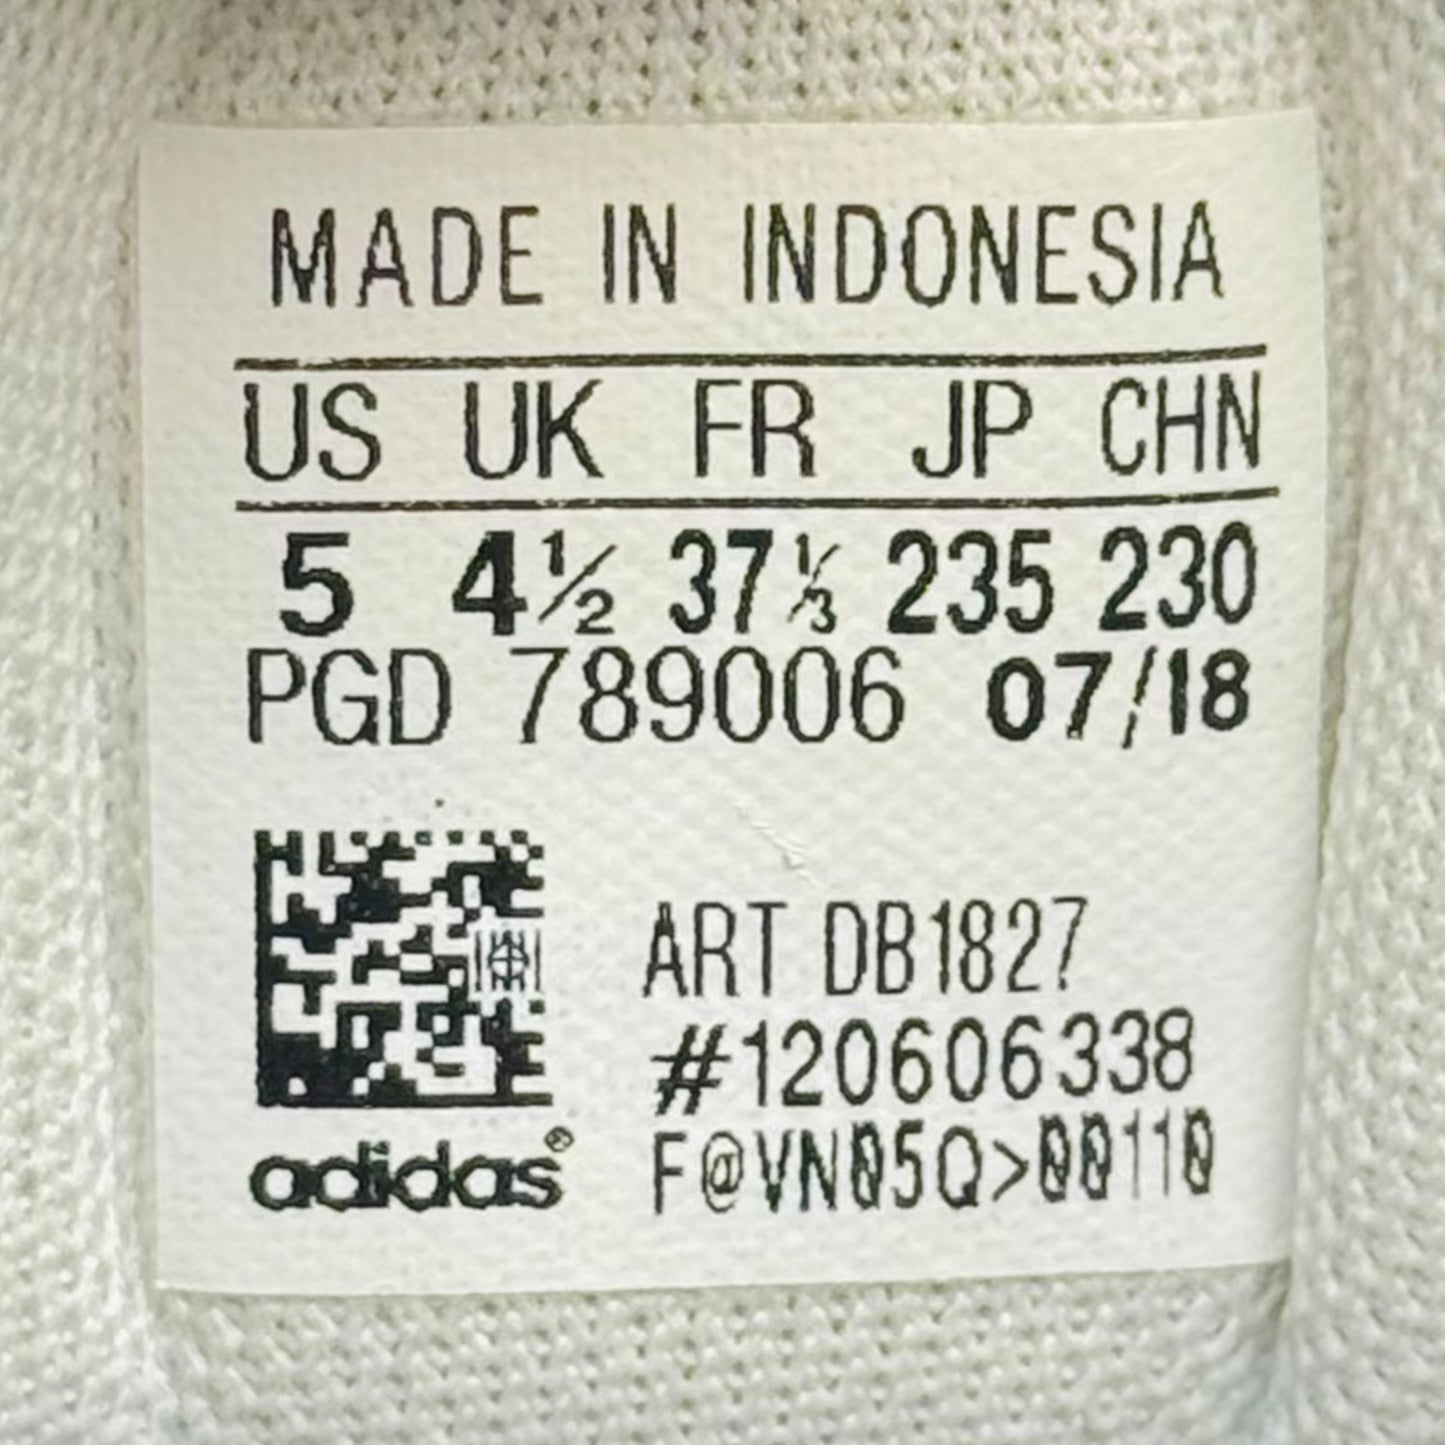 MADE IN INDONESIA
US UK FR JP CHN
5 4½ 37⅓ 235 230
PGD 789006 07/18
ART DB1827
#120606338
F@VN05Q>00110
adidas®